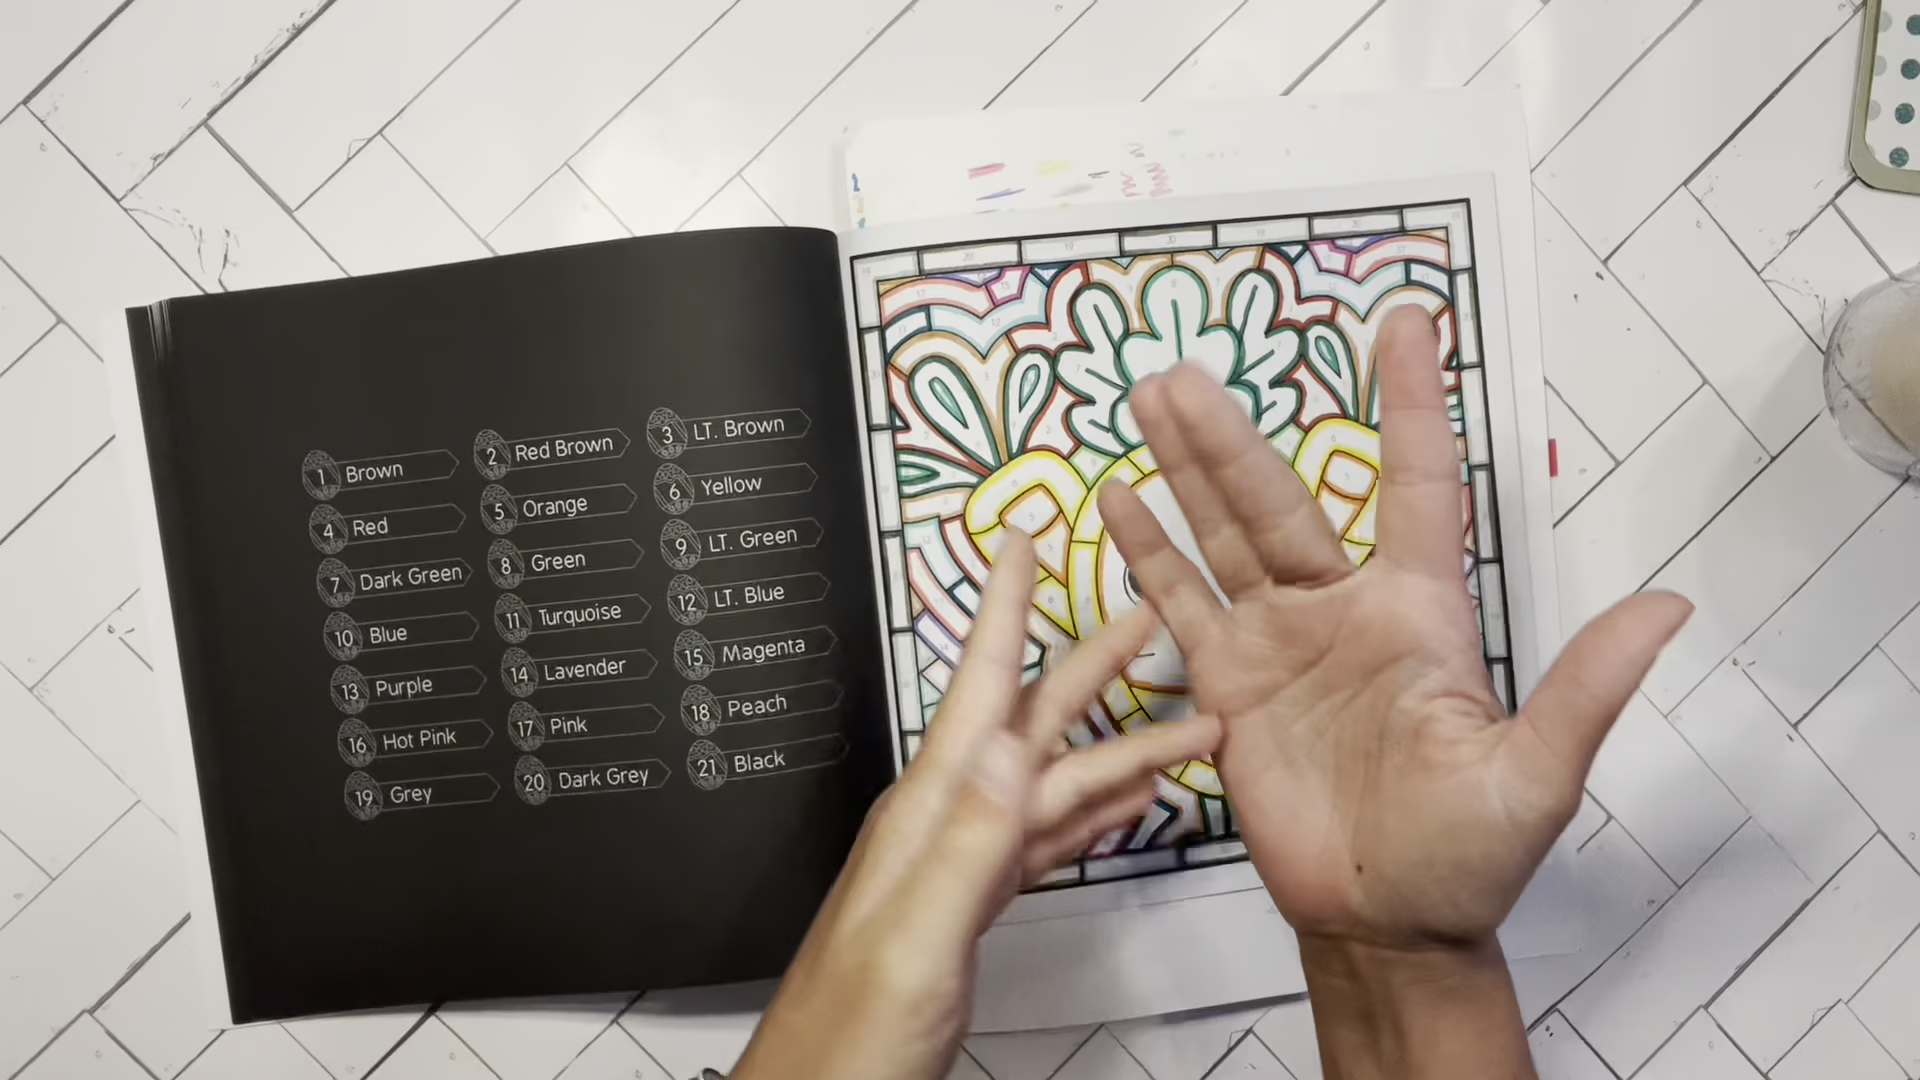 1 Brown 2 Red Brown 3 LT. Brown
4 Red 5 Orange 6 Yellow
7 Dark Green 8 Green 9 LT. Green
10 Blue 11 Turquoise 12 LT. Blue
13 Purple 14 Lavender 15 Magenta
16 Hot Pink 17 Pink 18 Peach
19 Grey 20 Dark Grey 21 Black